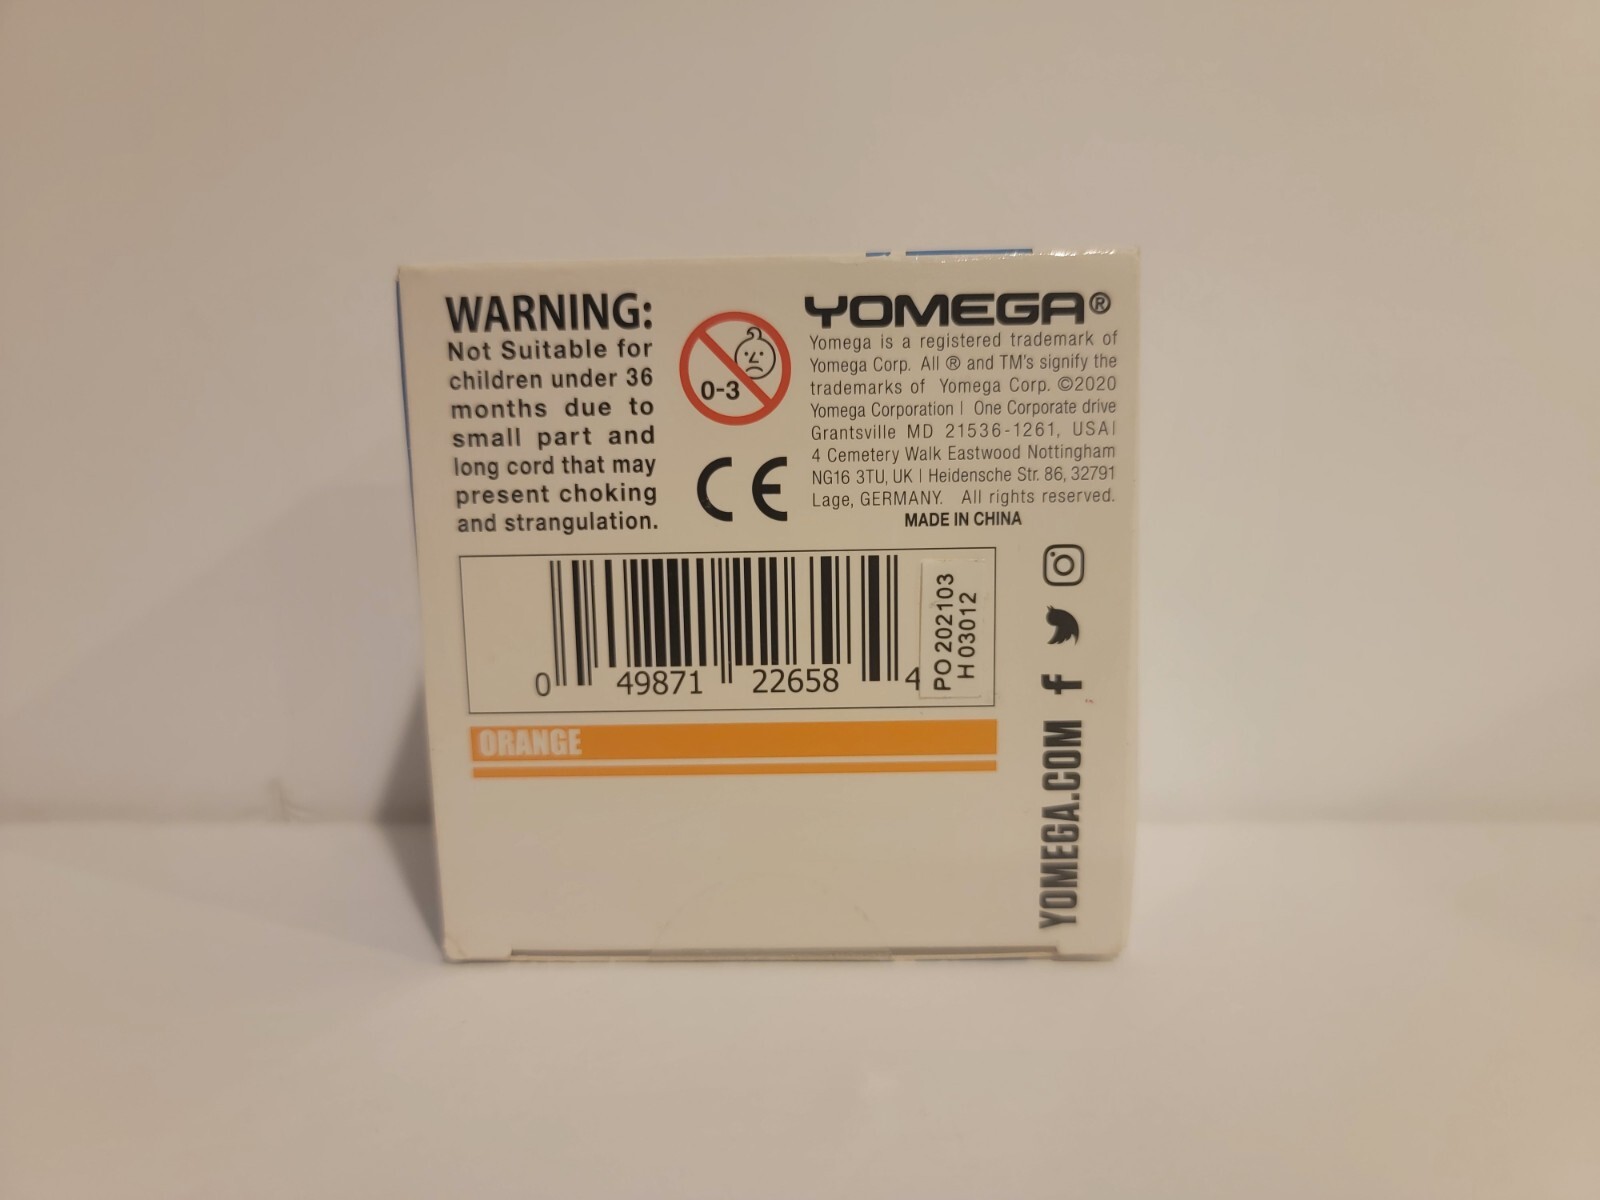 WARNING:
Not Suitable for
children under 36
months due to
small part and
long cord that may
present choking
and strangulation.
0-3
CE
YOMEGA®
Yomega is a registered trademark of
Yomega Corp. All ® and TM's signify the
trademarks of Yomega Corp. ©2020
Yomega Corporation | One Corporate drive
Grantsville MD 21536-1261, USA|
4 Cemetery Walk Eastwood Nottingham
NG16 3TU, UK | Heidensche Str. 86, 32791
Lage, GERMANY. All rights reserved.
MADE IN CHINA
0 49871 22658 4
PO 202103
H 03012
ORANGE
YOMEGA.COM